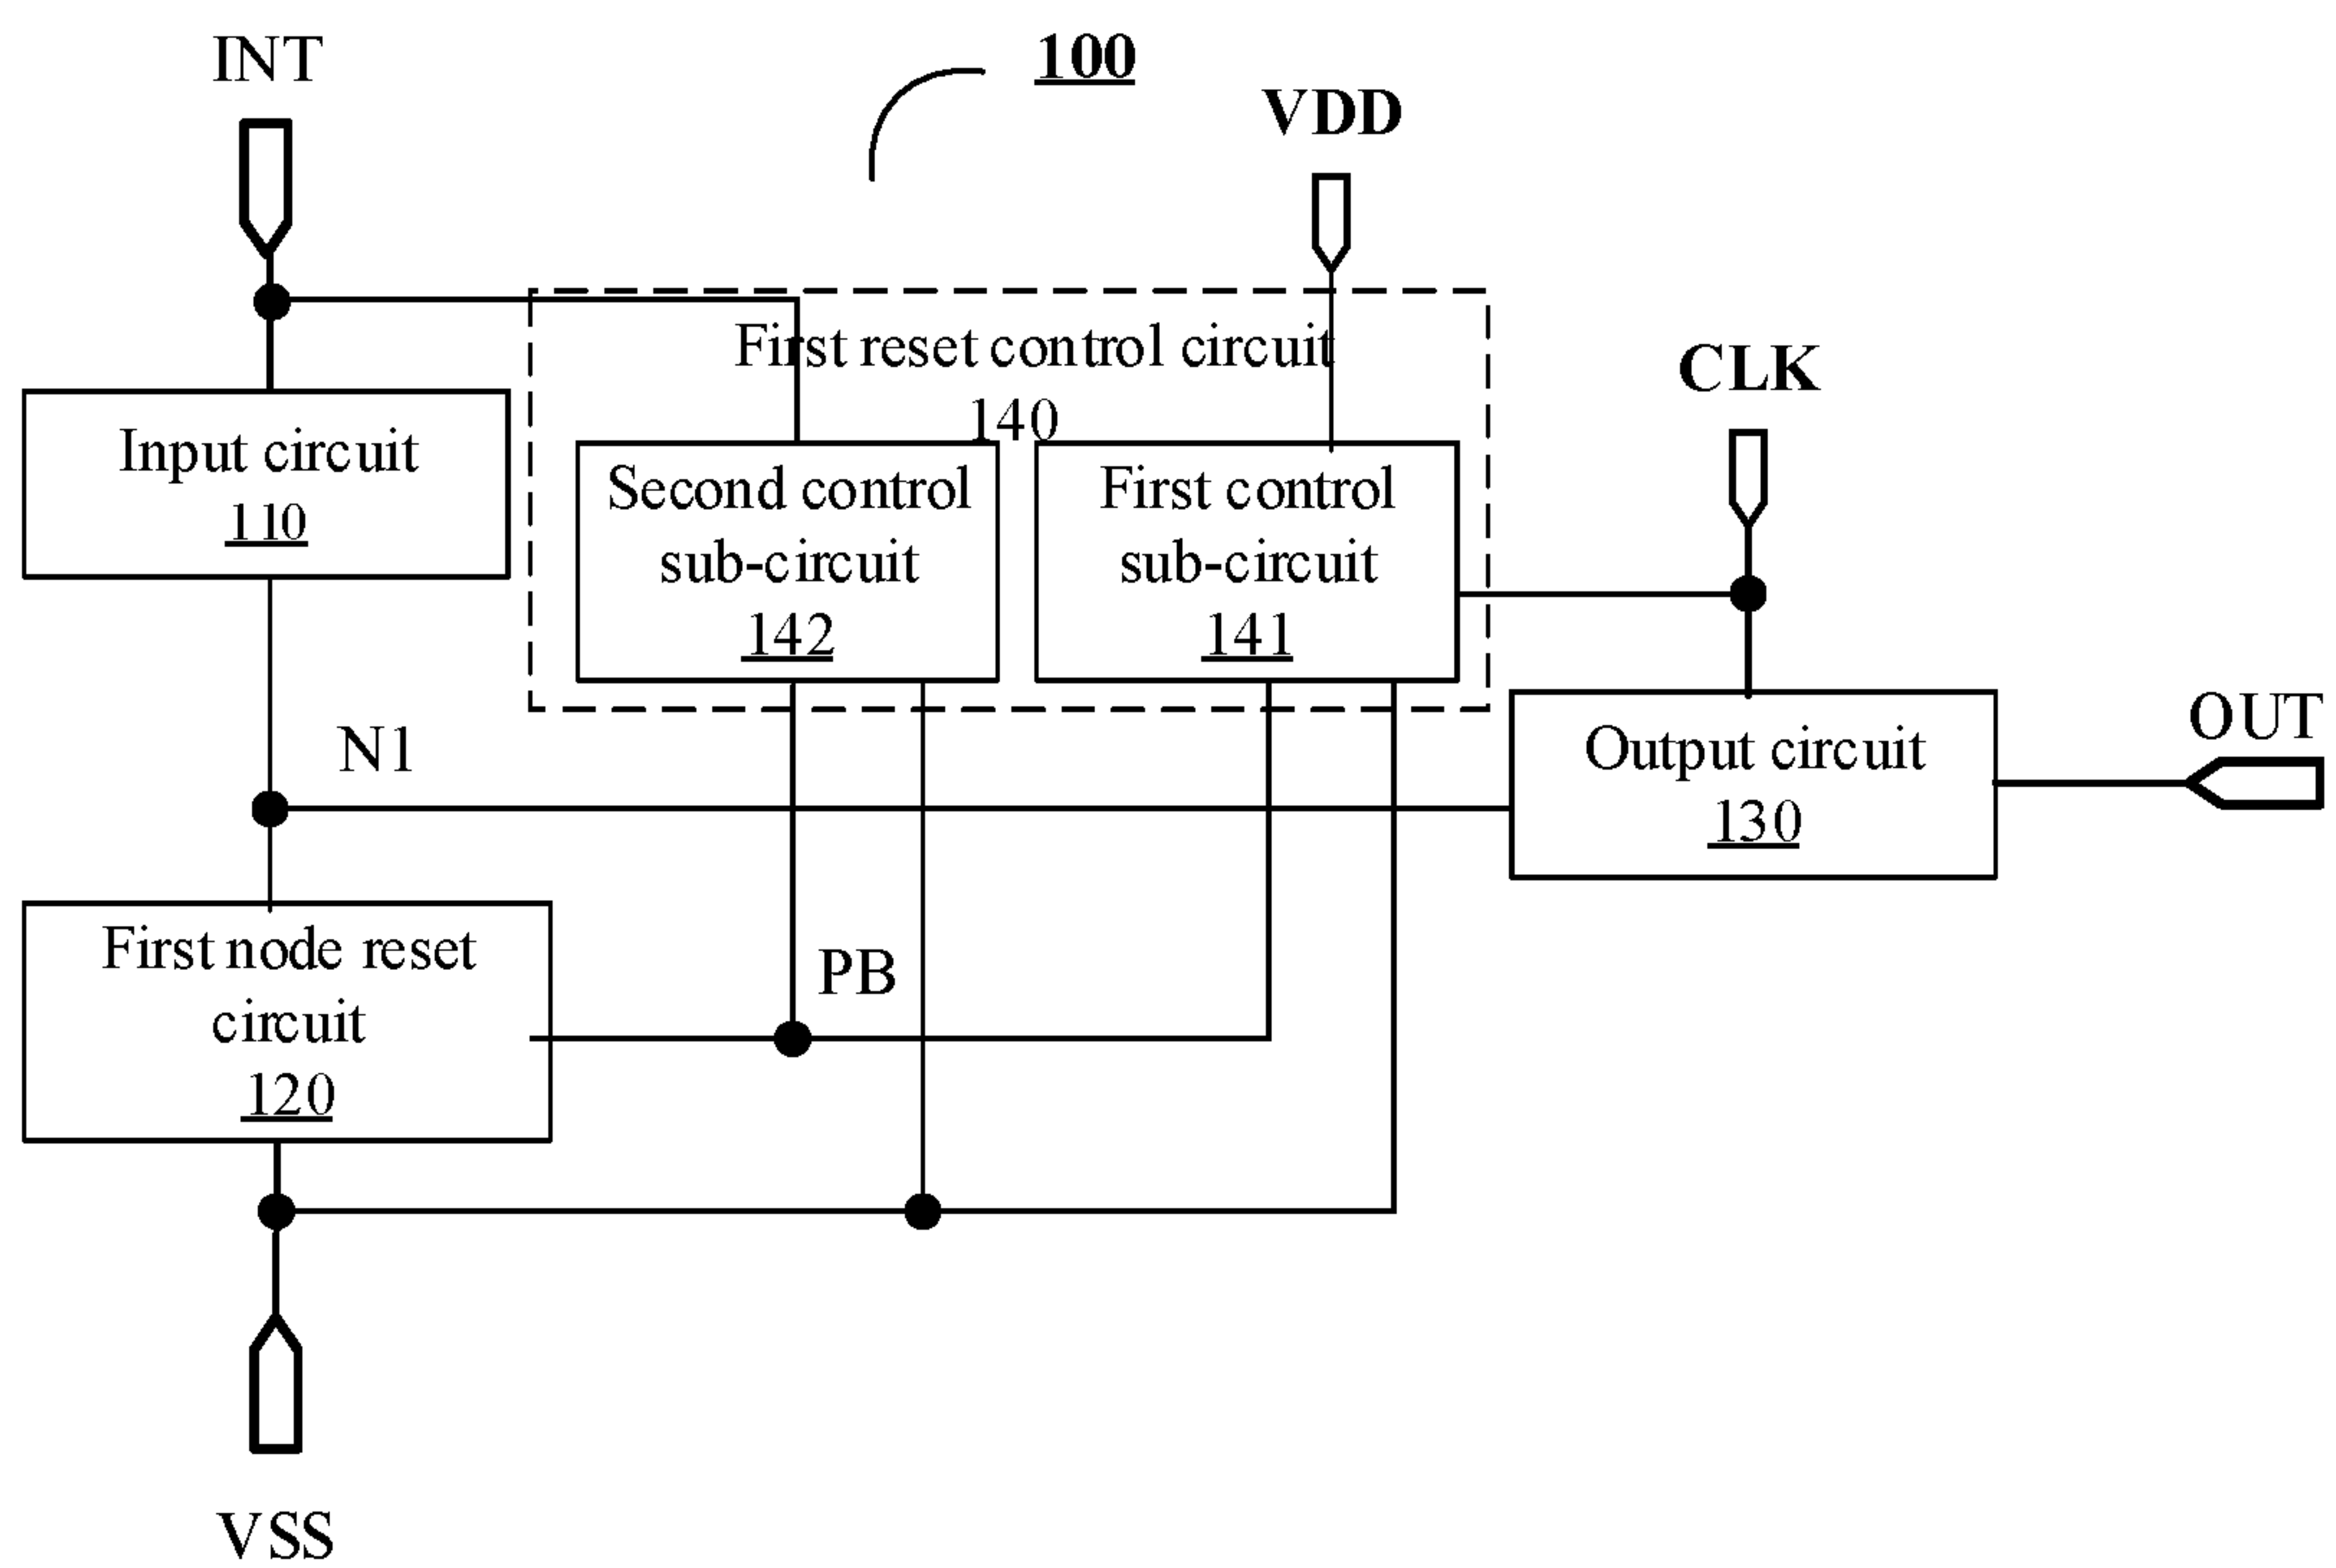 INT
100
VDD
First reset control circuit
140
CLK
Input circuit
110
Second control
sub-circuit
142
First control
sub-circuit
141
OUT
N1
Output circuit
130
First node reset
circuit
120
PB
VSS